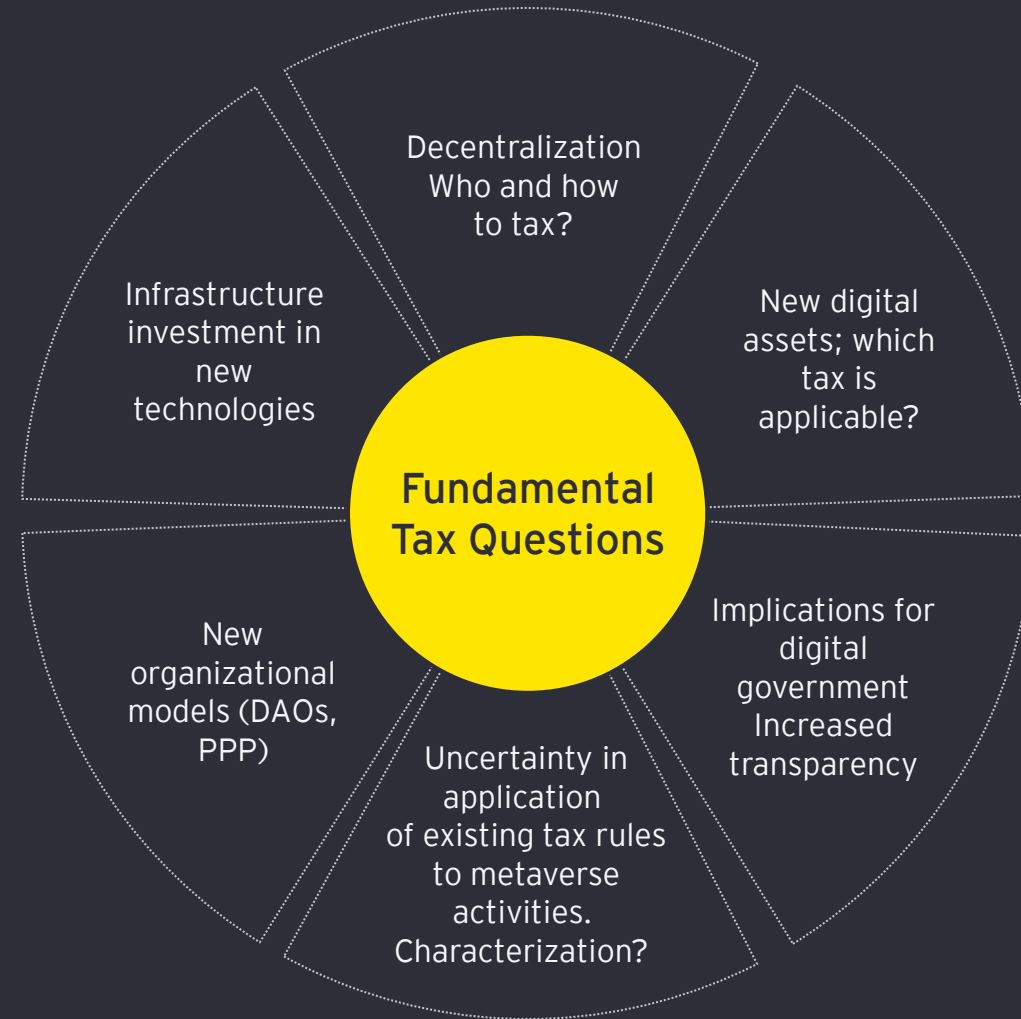 Decentralization
Who and how
to tax?
New digital
assets; which
tax is
applicable?
Implications for
digital
government
Increased
transparency
Uncertainty in
application
of existing tax rules
to metaverse
activities.
Characterization?
New
organizational
models (DAOs,
PPP)
Infrastructure
investment in
new
technologies
Fundamental
Tax Questions